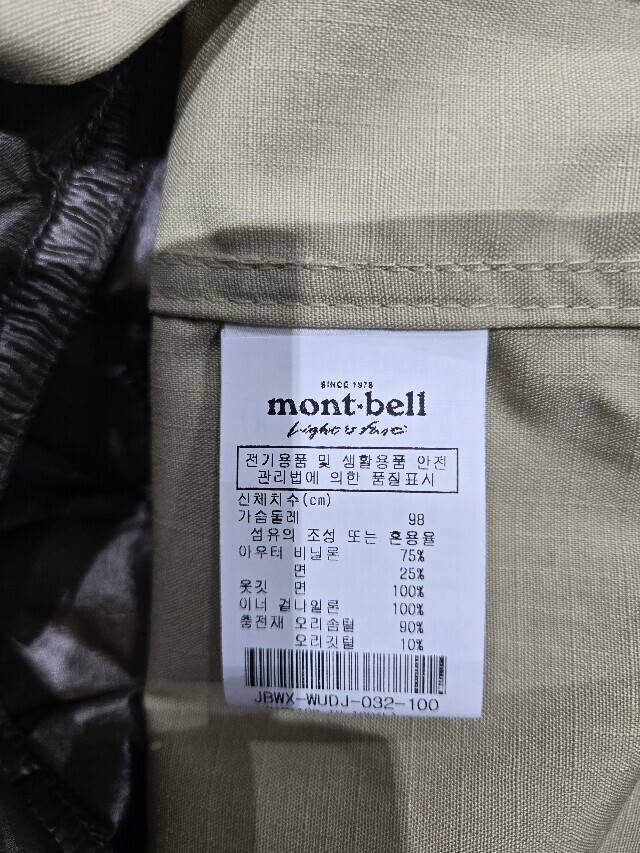 SINCE 1975
mont·bell
Light & Fast
전기용품 및 생활용품 안전
관리법에 의한 품질표시
신체치수(cm)
가슴둘레 98
섬유의 조성 또는 혼용율
아우터 비닐론 75%
면 25%
옷깃 면 100%
이너 겉나일론 100%
충전재 오리솜털 90%
오리깃털 10%
JBWX-WUDJ-032-100